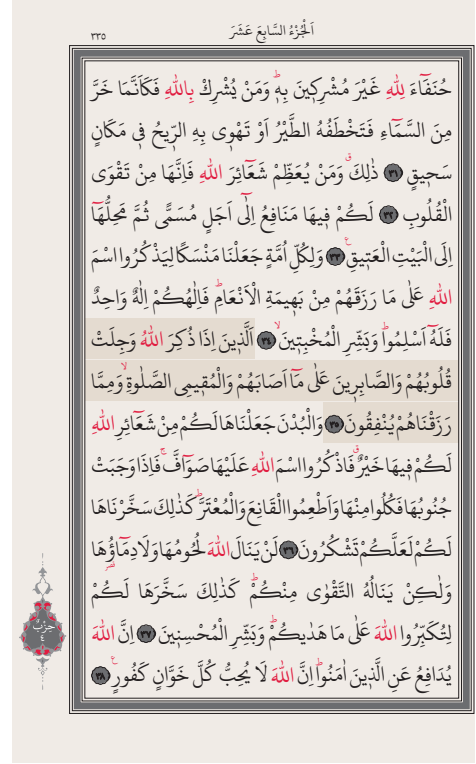 اَلْجُزْءُ السَّابِعَ عَشَرَ
٣٣٥
حُنَفَٓاءَ لِلّٰهِ غَيْرَ مُشْرِك۪ينَ بِه۪ۜ وَمَنْ يُشْرِكْ بِاللّٰهِ فَكَاَنَّمَا خَرَّ
مِنَ السَّمَٓاءِ فَتَخْطَفُهُ الطَّيْرُ اَوْ تَهْو۪ى بِهِ الرّ۪يحُ ف۪ى مَكَانٍ
سَح۪يقٍ ﴿٣١﴾ ذٰلِكَۗ وَمَنْ يُعَظِّمْ شَعَٓائِرَ اللّٰهِ فَاِنَّهَا مِنْ تَقْوَى
الْقُلُوبِ ﴿٣٢﴾ لَكُمْ ف۪يهَا مَنَافِعُ اِلٰٓى اَجَلٍ مُسَمًّى ثُمَّ مَحِلُّهَٓا
اِلَى الْبَيْتِ الْعَت۪يقِ۟ ﴿٣٣﴾ وَلِكُلِّ اُمَّةٍ جَعَلْنَا مَنْسَكًا لِيَذْكُرُوا اسْمَ
اللّٰهِ عَلٰى مَا رَزَقَهُمْ مِنْ بَه۪يمَةِ الْاَنْعَامِۜ فَاِلٰهُكُمْ اِلٰهٌ وَاحِدٌ
فَلَهُٓ اَسْلِمُواۜ وَبَشِّرِ الْمُخْبِت۪ينَۙ ﴿٣٤﴾ اَلَّذ۪ينَ اِذَا ذُكِرَ اللّٰهُ وَجِلَتْ
قُلُوبُهُمْ وَالصَّابِر۪ينَ عَلٰى مَٓا اَصَابَهُمْ وَالْمُق۪يمِى الصَّلٰوةِۙ وَمِمَّا
رَزَقْنَاهُمْ يُنْفِقُونَ ﴿٣٥﴾ وَالْبُدْنَ جَعَلْنَاهَا لَكُمْ مِنْ شَعَٓائِرِ اللّٰهِ
لَكُمْ ف۪يهَا خَيْرٌۗ فَاذْكُرُوا اسْمَ اللّٰهِ عَلَيْهَا صَوَٓافَّۚ فَاِذَا وَجَبَتْ
جُنُوبُهَا فَكُلُوا مِنْهَا وَاَطْعِمُوا الْقَانِعَ وَالْمُعْتَرَّۜ كَذٰلِكَ سَخَّرْنَاهَا
لَكُمْ لَعَلَّكُمْ تَشْكُرُونَ ﴿٣٦﴾ لَنْ يَنَالَ اللّٰهَ لُحُومُهَا وَلَا دِمَٓاؤُ۬هَا
وَلٰكِنْ يَنَالُهُ التَّقْوٰى مِنْكُمْۜ كَذٰلِكَ سَخَّرَهَا لَكُمْ
لِتُكَبِّرُوا اللّٰهَ عَلٰى مَا هَدٰيكُمْۜ وَبَشِّرِ الْمُحْسِن۪ينَ ﴿٣٧﴾ اِنَّ اللّٰهَ
يُدَافِعُ عَنِ الَّذ۪ينَ اٰمَنُواۜ اِنَّ اللّٰهَ لَا يُحِبُّ كُلَّ خَوَّانٍ كَفُورٍ۟ ﴿٣٨﴾
حِزْبْ
٤